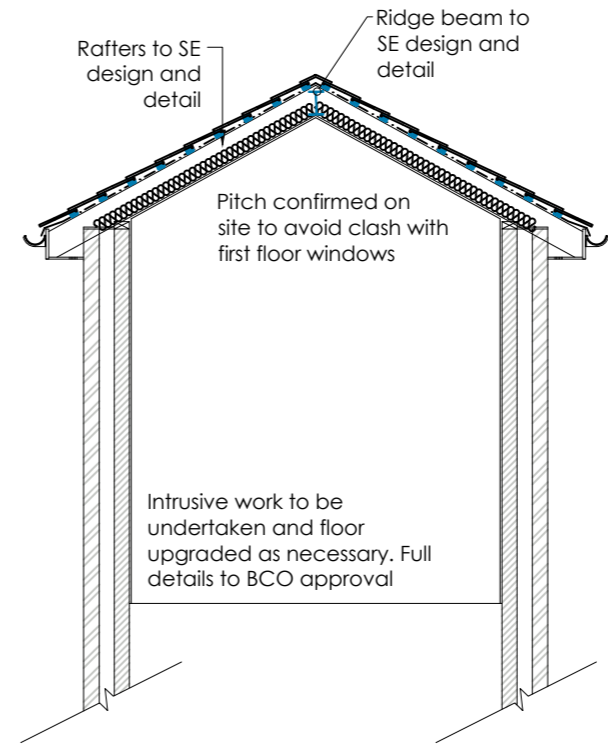 Rafters to SE
design and
detail
Ridge beam to
SE design and
detail
Pitch confirmed on
site to avoid clash with
first floor windows
Intrusive work to be
undertaken and floor
upgraded as necessary. Full
details to BCO approval